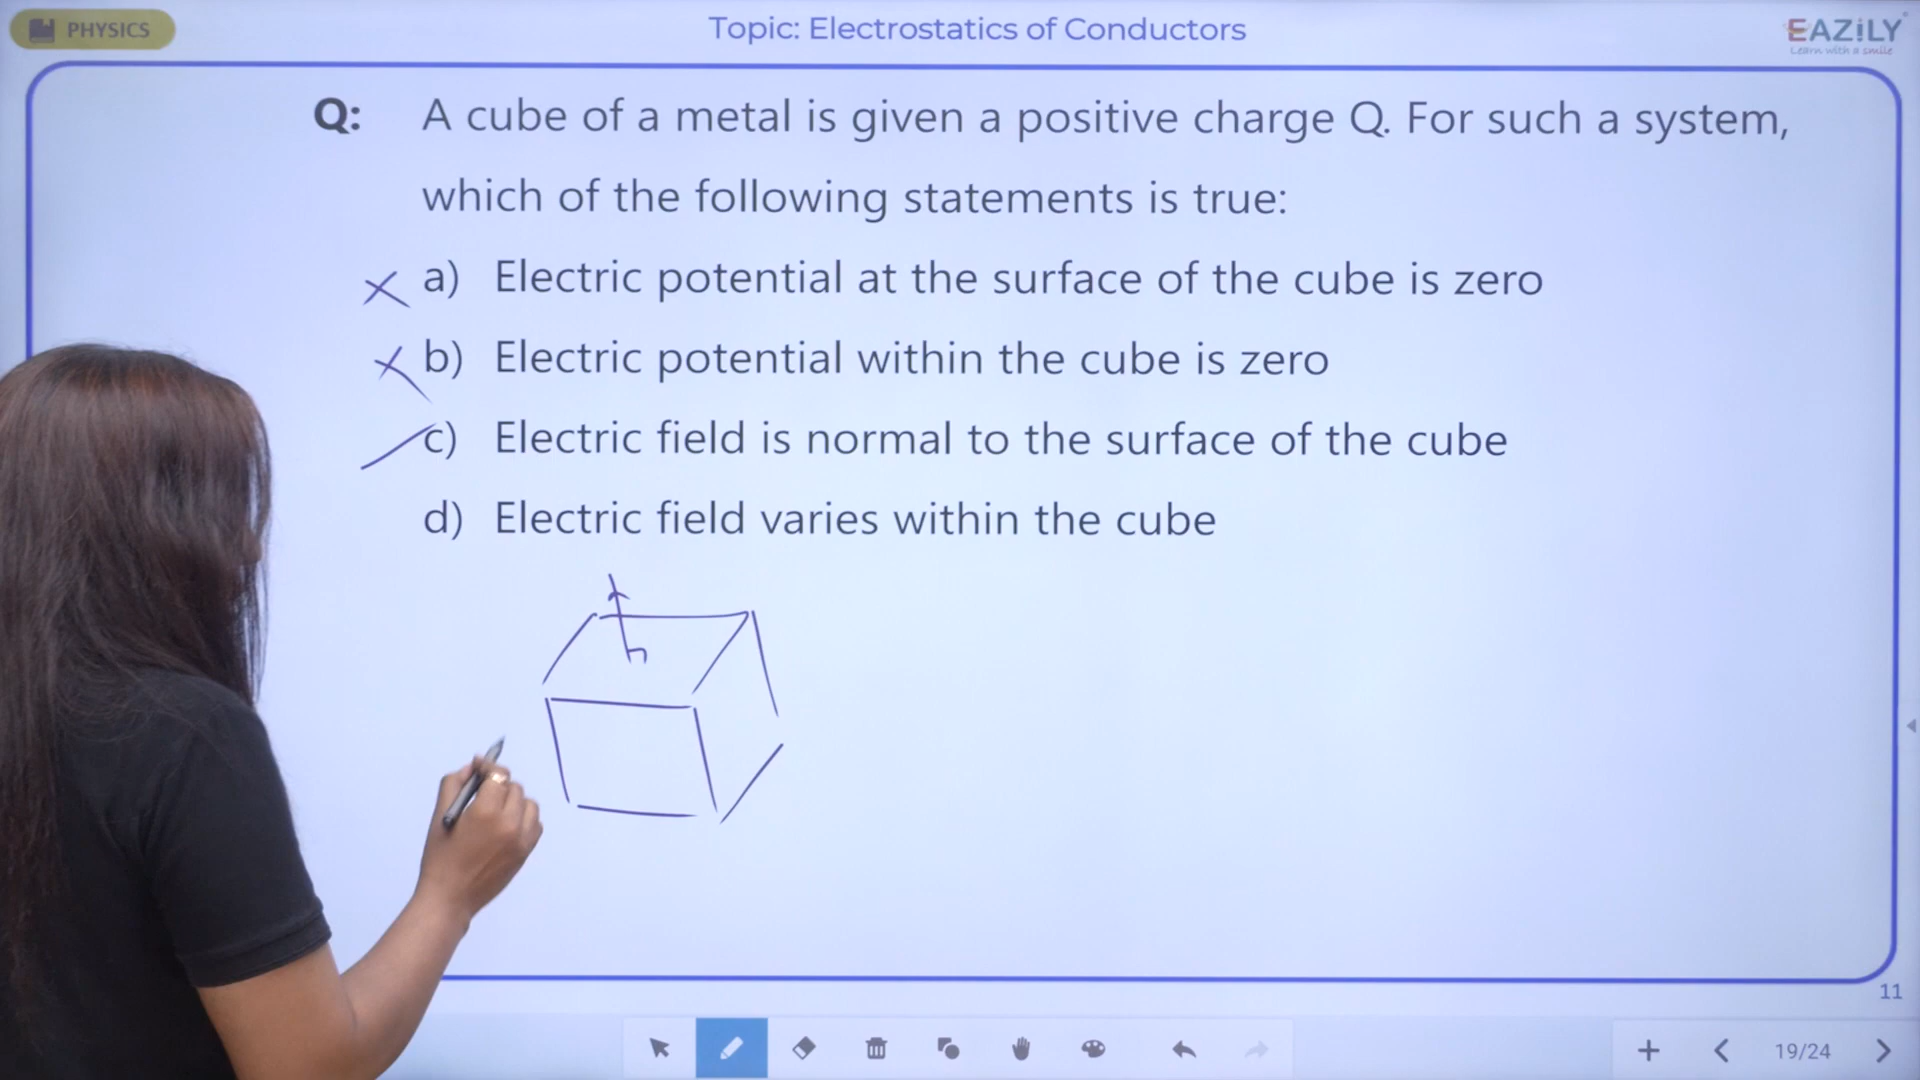 PHYSICS
Topic: Electrostatics of Conductors
EAZiLY
Learn with a smile
Q: A cube of a metal is given a positive charge Q. For such a system,
which of the following statements is true:
a) Electric potential at the surface of the cube is zero
b) Electric potential within the cube is zero
c) Electric field is normal to the surface of the cube
d) Electric field varies within the cube
11
19/24